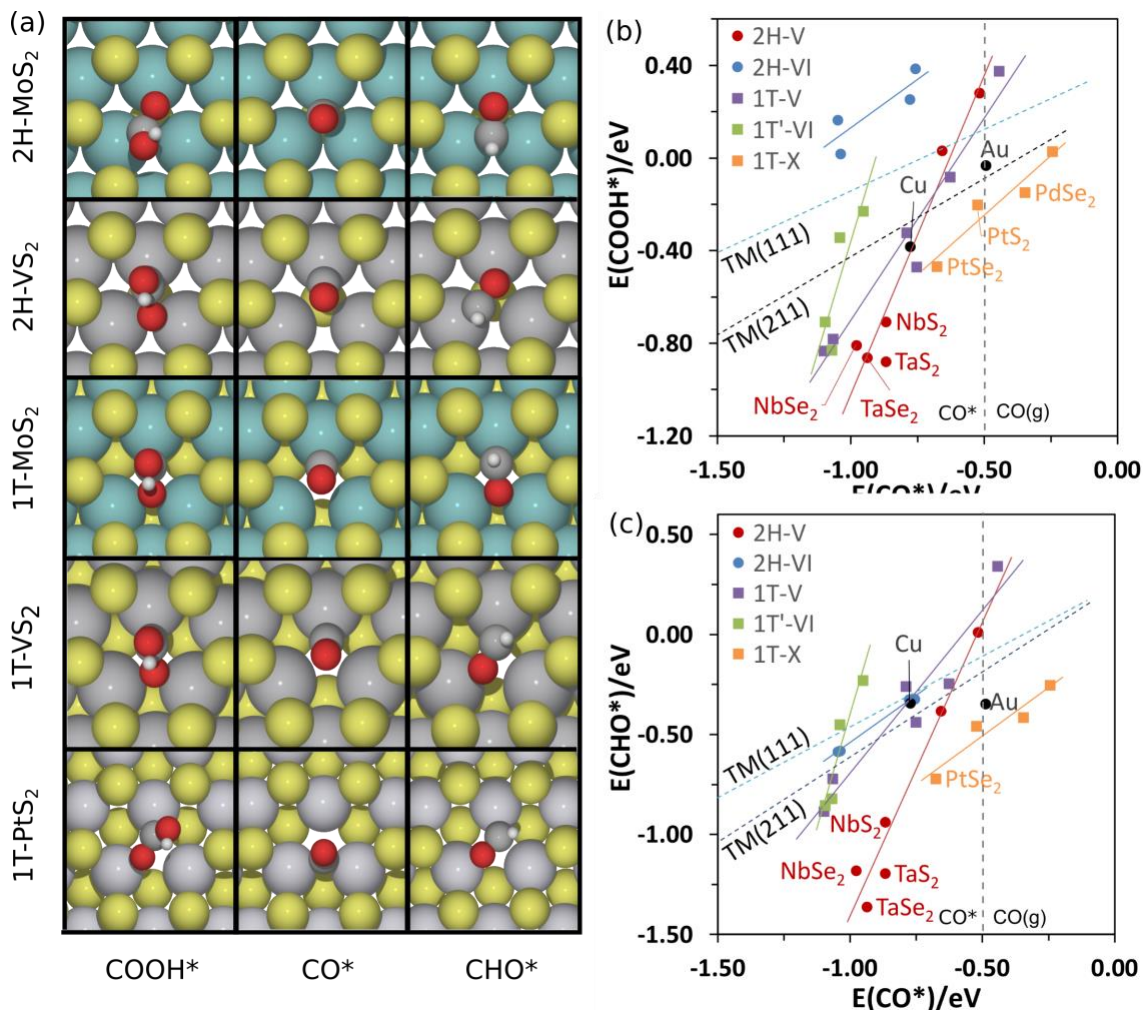 (a)
2H-MoS2
2H-VS2
1T-MoS2
1T-VS2
1T-PtS2
COOH*
CO*
CHO*
(b)
E(COOH*)/eV
0.40
0.00
-0.40
-0.80
-1.20
2H-V
2H-VI
1T-V
1T'-VI
1T-X
TM(111)
TM(211)
Cu
Au
PdSe2
PtS2
PtSe2
NbS2
TaS2
NbSe2
TaSe2
CO*
CO(g)
-1.50
-1.00
-0.50
0.00
E(CO*)/eV
(c)
E(CHO*)/eV
0.50
0.00
-0.50
-1.00
-1.50
2H-V
2H-VI
1T-V
1T'-VI
1T-X
Cu
Au
TM(111)
TM(211)
PtSe2
NbS2
NbSe2
TaS2
TaSe2
CO*
CO(g)
-1.50
-1.00
-0.50
0.00
E(CO*)/eV